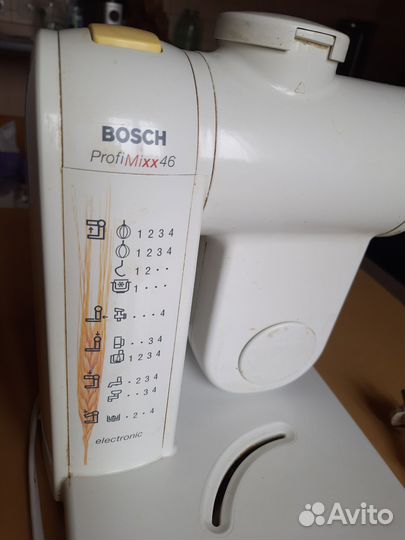 BOSCH
ProfiMixx46
1 2 3 4
1 2 3 4
1 2 · ·
1 · · ·
· · · 4
· · 3 4
1 2 3 4
· 2 3 4
· · 3 4
· 2 · 4
electronic
Avito